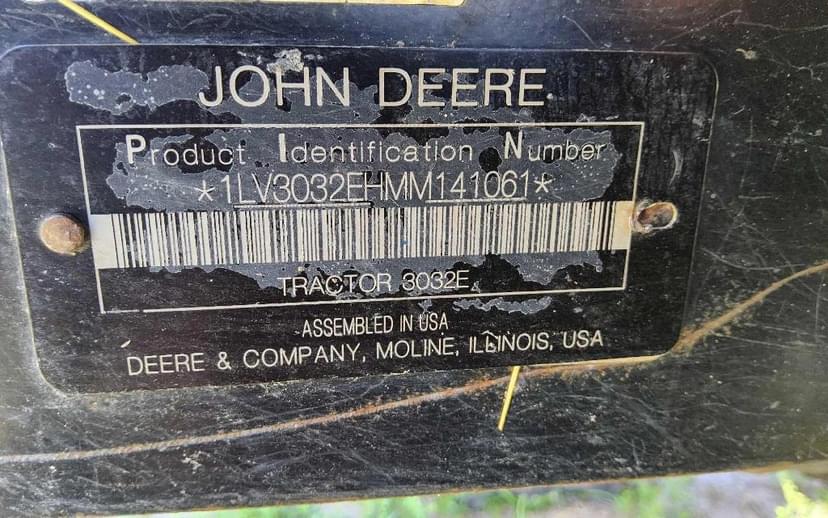 JOHN DEERE
Product Identification Number
*1LV3032EHMM141061*
TRACTOR 3032E
ASSEMBLED IN USA
DEERE & COMPANY, MOLINE, ILLINOIS, USA